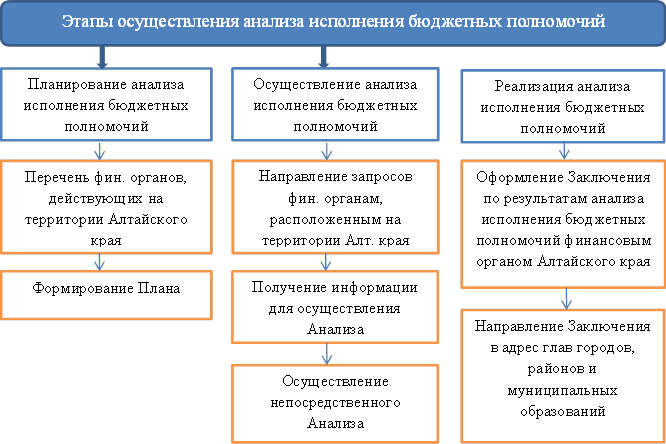 Этапы осуществления анализа исполнения бюджетных полномочий
Планирование анализа
исполнения бюджетных
полномочий
Перечень фин. органов,
действующих на
территории Алтайского
края
Формирование Плана
Осуществление анализа
исполнения бюджетных
полномочий
Направление запросов
фин. органам,
расположенным на
территории Алт. края
Получение информации
для осуществления
Анализа
Осуществление
непосредственного
Анализа
Реализация анализа
исполнения бюджетных
полномочий
Оформление Заключения
по результатам анализа
исполнения бюджетных
полномочий финансовым
органом Алтайского края
Направление Заключения
в адрес глав городов,
районов и
муниципальных
образований